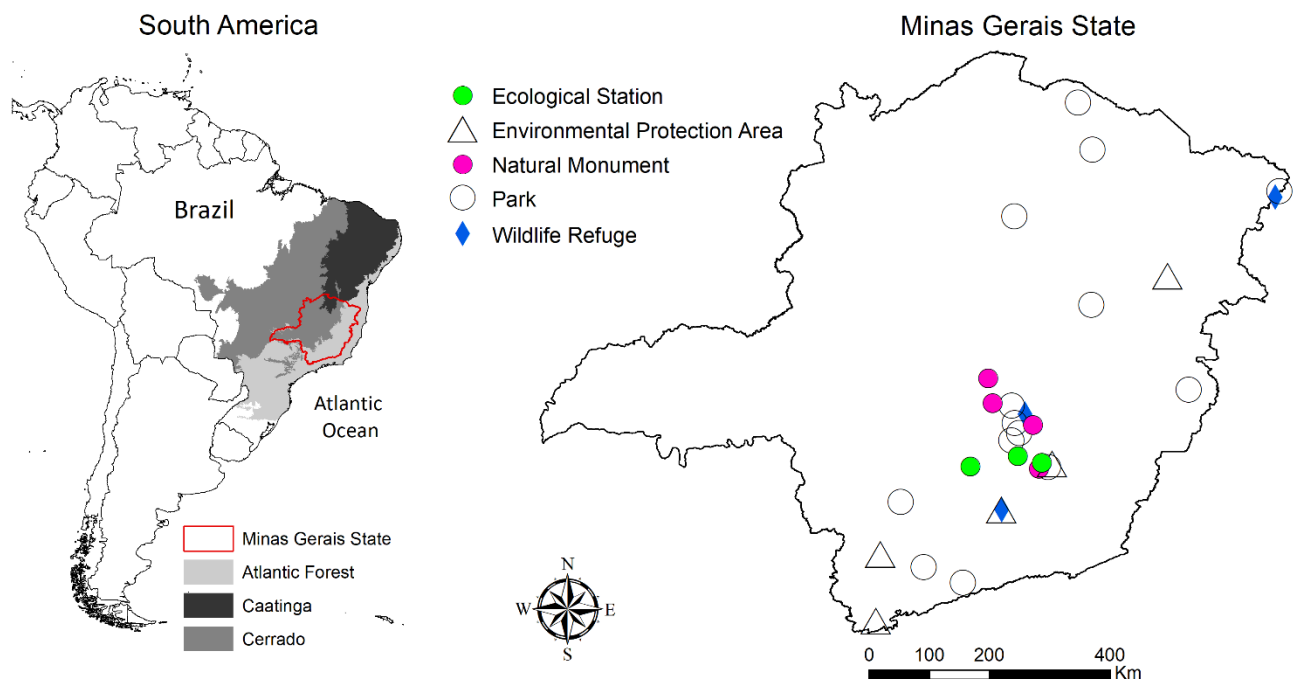 South America
Minas Gerais State
Ecological Station
Environmental Protection Area
Natural Monument
Park
Wildlife Refuge
Brazil
Atlantic
Ocean
Minas Gerais State
Atlantic Forest
Caatinga
Cerrado
N
W E
S
0 100 200 400
Km